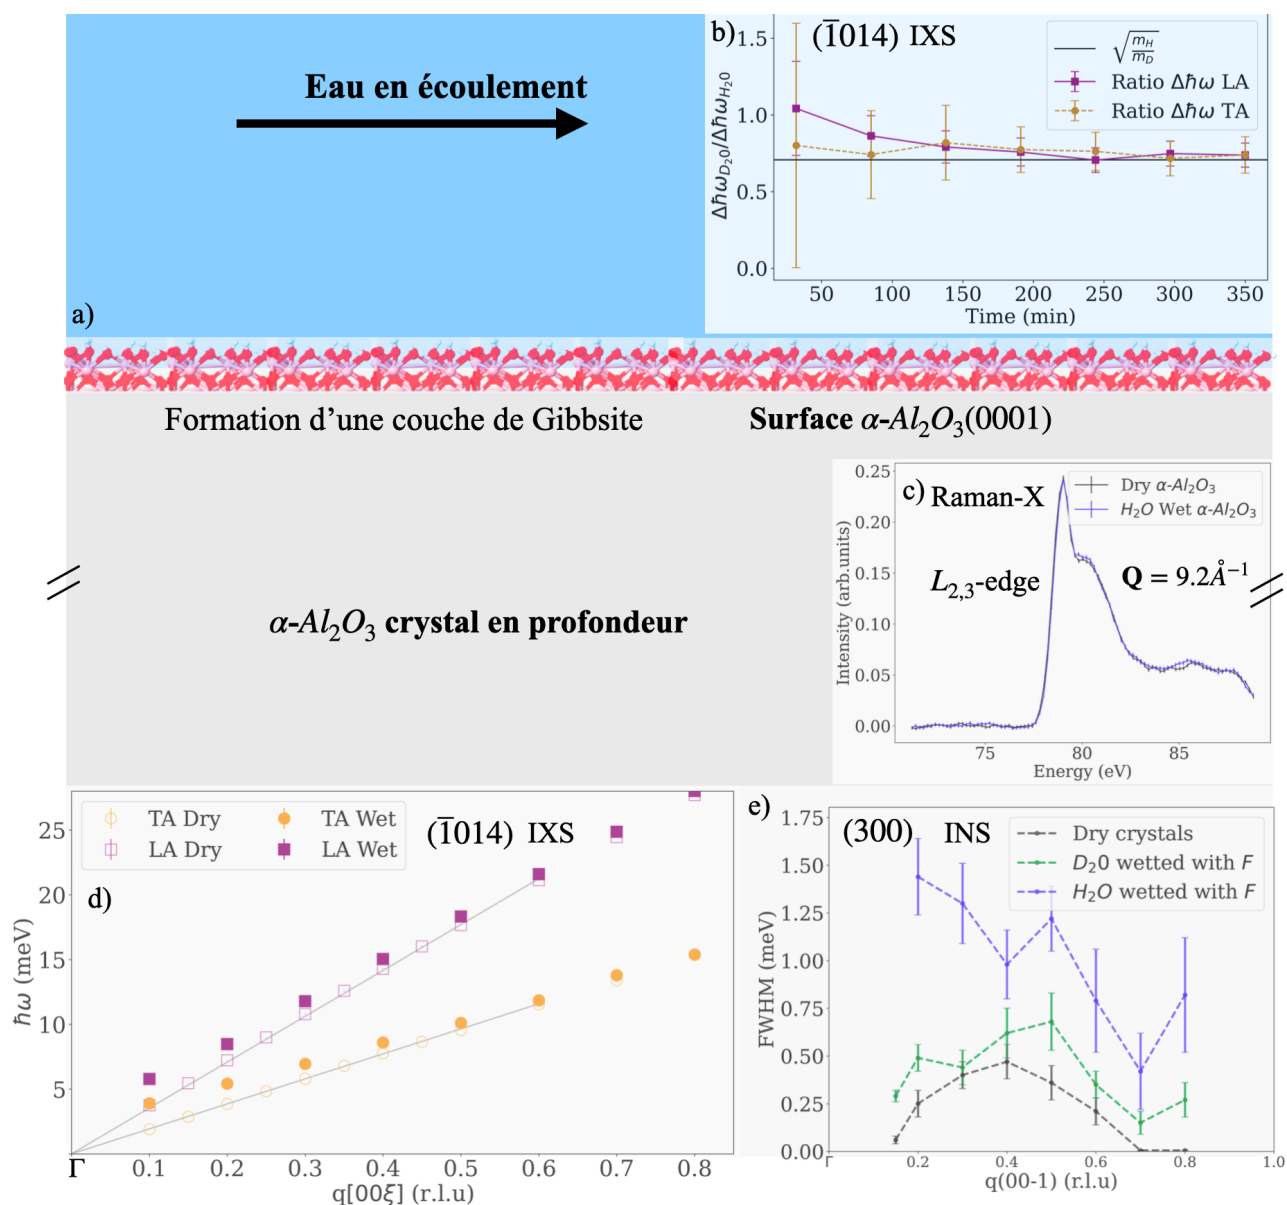 b) (1̅014) IXS
√(m_H/m_D)
Ratio Δħω LA
Ratio Δħω TA
Δħω_{D_20}/Δħω_{H_20}
1.5
1.0
0.5
0.0
50 100 150 200 250 300 350
Time (min)
Eau en écoulement
a)
Formation d’une couche de Gibbsite
Surface α-Al₂O₃(0001)
c) Raman-X
Dry α-Al₂O₃
H₂O Wet α-Al₂O₃
L₂,₃-edge
Q = 9.2Å⁻¹
Intensity (arb.units)
0.25
0.20
0.15
0.10
0.05
0.00
75 80 85
Energy (eV)
α-Al₂O₃ crystal en profondeur
TA Dry TA Wet
LA Dry LA Wet
(1̅014) IXS
d)
ħω (meV)
25
20
15
10
5
Γ 0.1 0.2 0.3 0.4 0.5 0.6 0.7 0.8
q[00ξ] (r.l.u)
e) (300) INS
Dry crystals
D₂0 wetted with F
H₂O wetted with F
FWHM (meV)
1.75
1.50
1.25
1.00
0.75
0.50
0.25
0.00
Γ 0.2 0.4 0.6 0.8 1.0
q(00-1) (r.l.u)